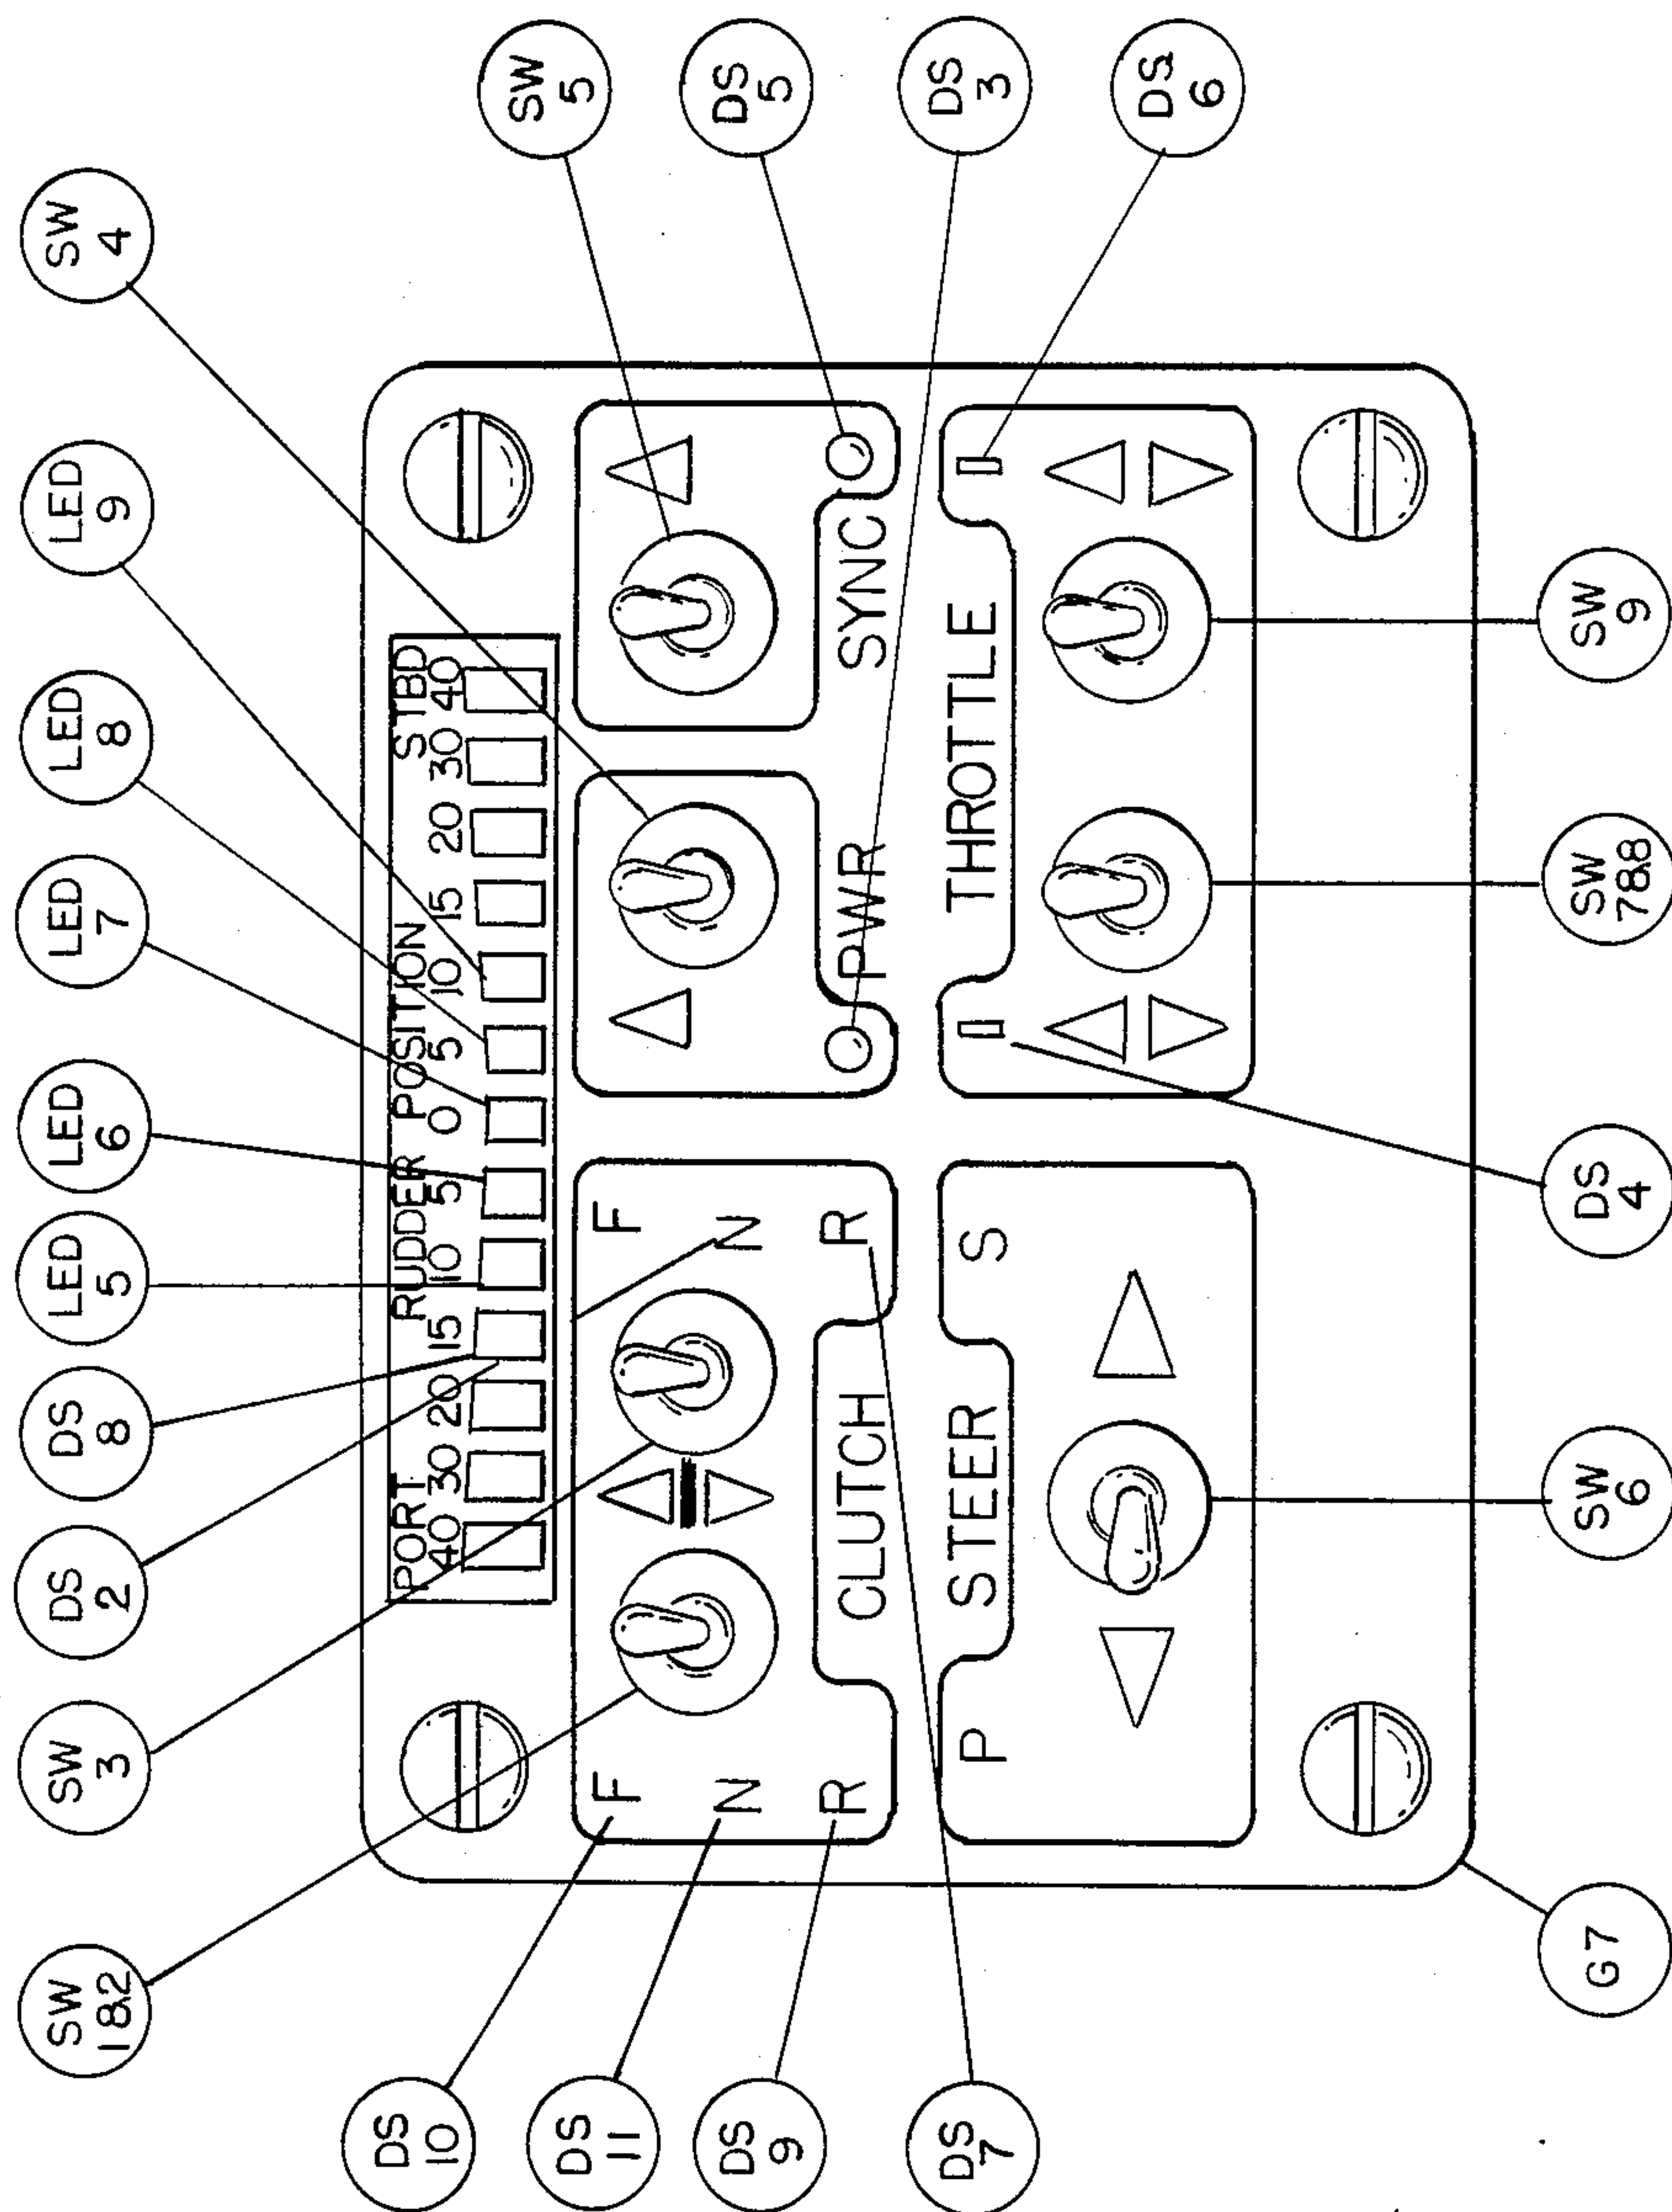 SW
1&2
SW
3
DS
2
DS
8
LED
5
LED
6
LED
7
LED
8
LED
9
SW
4
SW
5
DS
5
DS
3
DS
6
DS
10
DS
11
DS
9
DS
7
PORT RUDDER POSITION STBD
40 30 20 15 10 5 0 5 10 15 20 30 40
F F
N N
R R
CLUTCH
PWR
SYNC
P STEER S
THROTTLE
G7
SW
6
DS
4
SW
7&8
SW
9